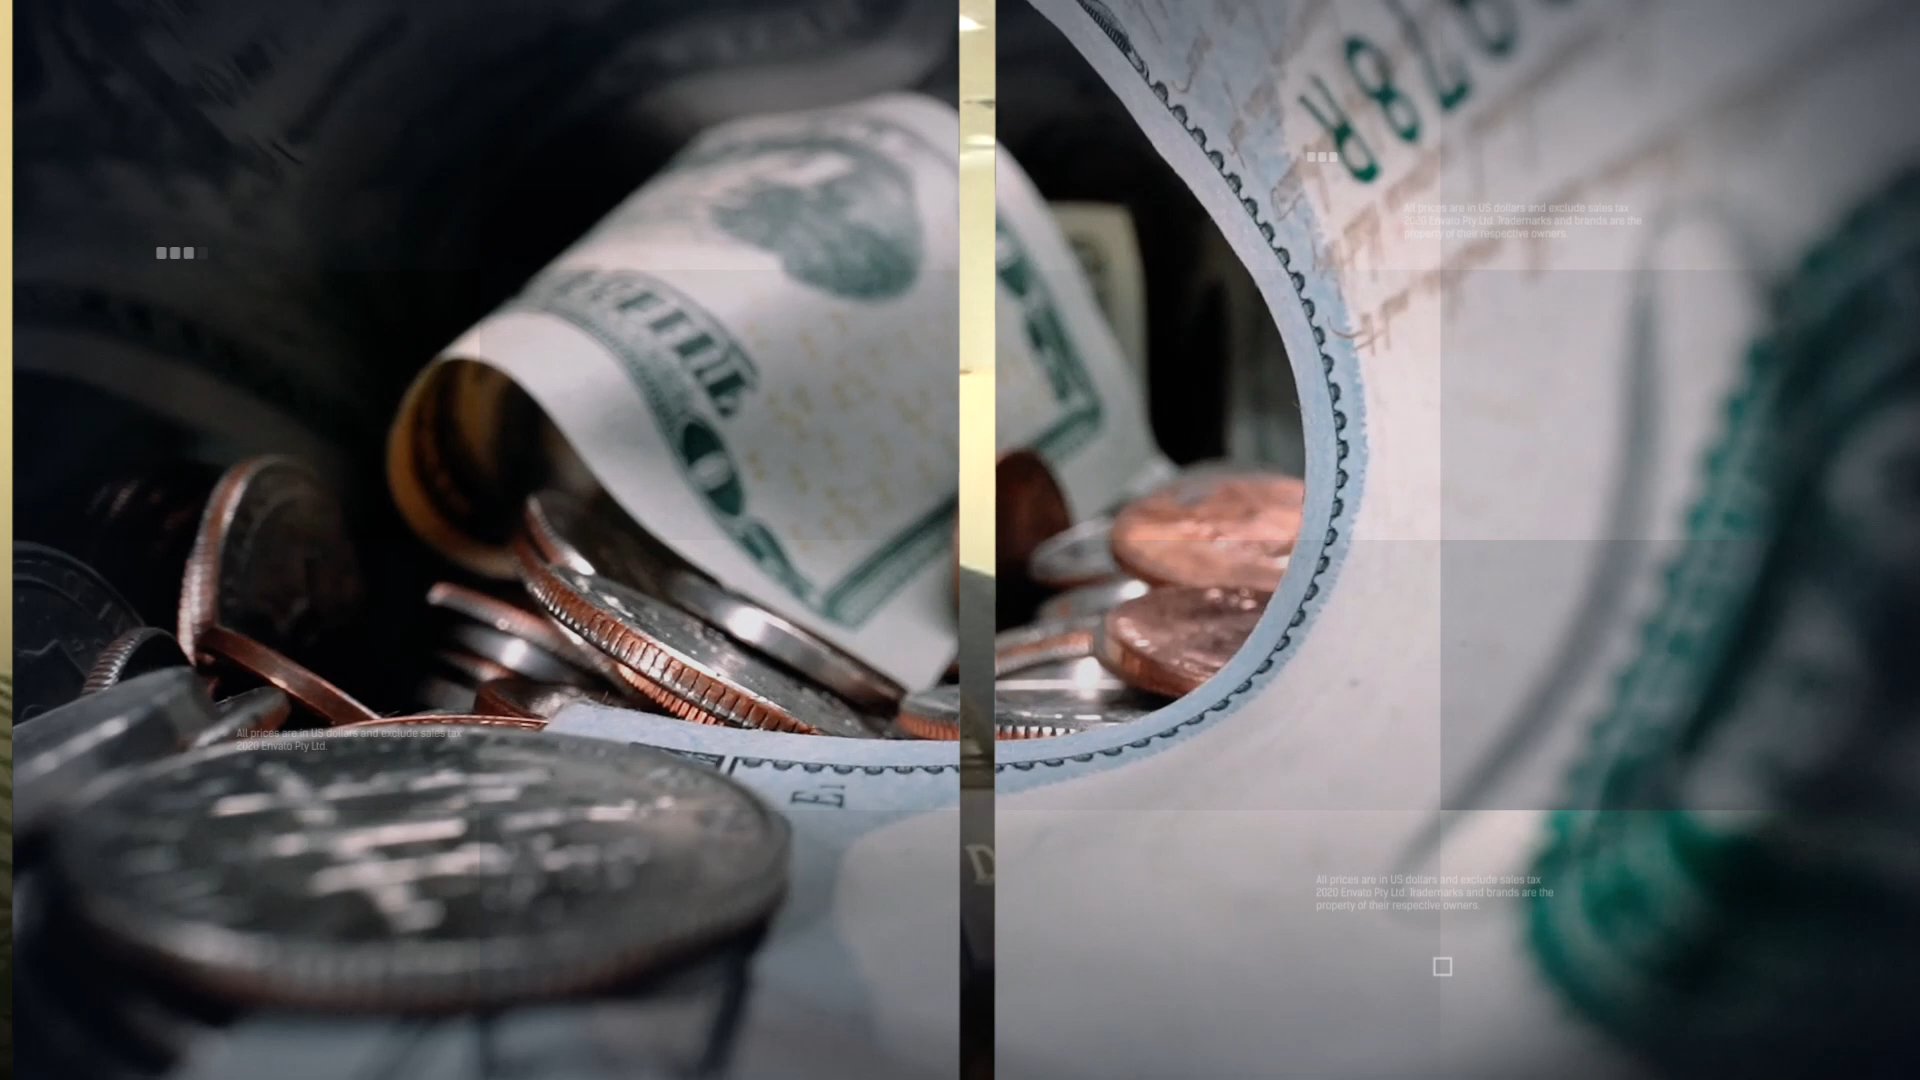 978R
All prices are in US dollars and exclude sales tax
2020 Envato Pty Ltd. Trademarks and brands are the
property of their respective owners.
All prices are in US dollars and exclude sales tax
2020 Envato Pty Ltd.
E1
D
All prices are in US dollars and exclude sales tax
2020 Envato Pty Ltd. Trademarks and brands are the
property of their respective owners.